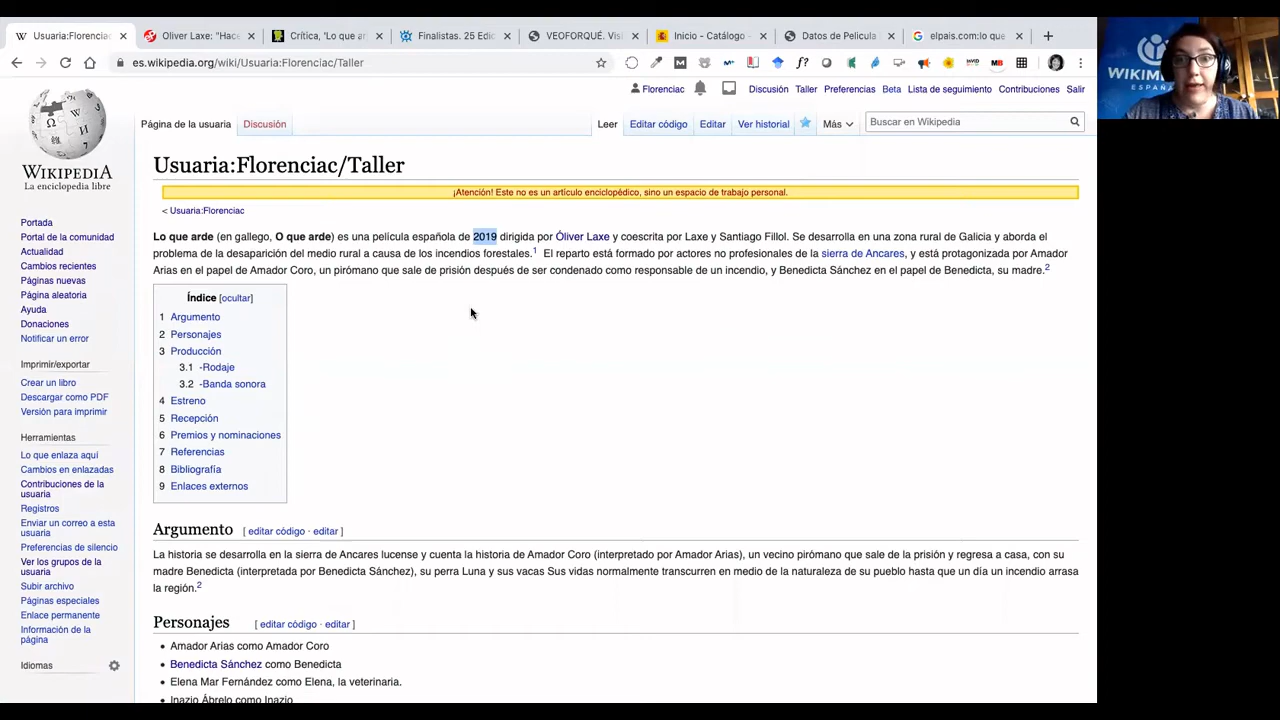 Usuaria:Florenciac
Oliver Laxe: "Hace
Crítica, 'Lo que ar
Finalistas. 25 Edic
VEOFORQUÉ. Vis
Inicio – Catálogo –
Datos de Pelicula
elpais.com:lo que
es.wikipedia.org/wiki/Usuaria:Florenciac/Taller
WIKIM
ESPAÑA
WIKIPEDIA
La enciclopedia libre
Florenciac Discusión Taller Preferencias Beta Lista de seguimiento Contribuciones Salir
Página de la usuaria Discusión Leer Editar código Editar Ver historial Más Buscar en Wikipedia
Usuaria:Florenciac/Taller
¡Atención! Este no es un artículo enciclopédico, sino un espacio de trabajo personal.
< Usuaria:Florenciac
Lo que arde (en gallego, O que arde) es una película española de 2019 dirigida por Óliver Laxe y coescrita por Laxe y Santiago Fillol. Se desarrolla en una zona rural de Galicia y aborda el
problema de la desaparición del medio rural a causa de los incendios forestales.1 El reparto está formado por actores no profesionales de la sierra de Ancares, y está protagonizada por Amador
Arias en el papel de Amador Coro, un pirómano que sale de prisión después de ser condenado como responsable de un incendio, y Benedicta Sánchez en el papel de Benedicta, su madre.2
Índice [ocultar]
1 Argumento
2 Personajes
3 Producción
3.1 -Rodaje
3.2 -Banda sonora
4 Estreno
5 Recepción
6 Premios y nominaciones
7 Referencias
8 Bibliografía
9 Enlaces externos
Argumento [ editar código · editar ]
La historia se desarrolla en la sierra de Ancares lucense y cuenta la historia de Amador Coro (interpretado por Amador Arias), un vecino pirómano que sale de la prisión y regresa a casa, con su
madre Benedicta (interpretada por Benedicta Sánchez), su perra Luna y sus vacas Sus vidas normalmente transcurren en medio de la naturaleza de su pueblo hasta que un día un incendio arrasa
la región.2
Personajes [ editar código · editar ]
• Amador Arias como Amador Coro
• Benedicta Sánchez como Benedicta
• Elena Mar Fernández como Elena, la veterinaria.
• Inazio Ábrelo como Inazio
Portada
Portal de la comunidad
Actualidad
Cambios recientes
Páginas nuevas
Página aleatoria
Ayuda
Donaciones
Notificar un error
Imprimir/exportar
Crear un libro
Descargar como PDF
Versión para imprimir
Herramientas
Lo que enlaza aquí
Cambios en enlazadas
Contribuciones de la
usuaria
Registros
Enviar un correo a esta
usuaria
Preferencias de silencio
Ver los grupos de la
usuaria
Subir archivo
Páginas especiales
Enlace permanente
Información de la
página
Idiomas